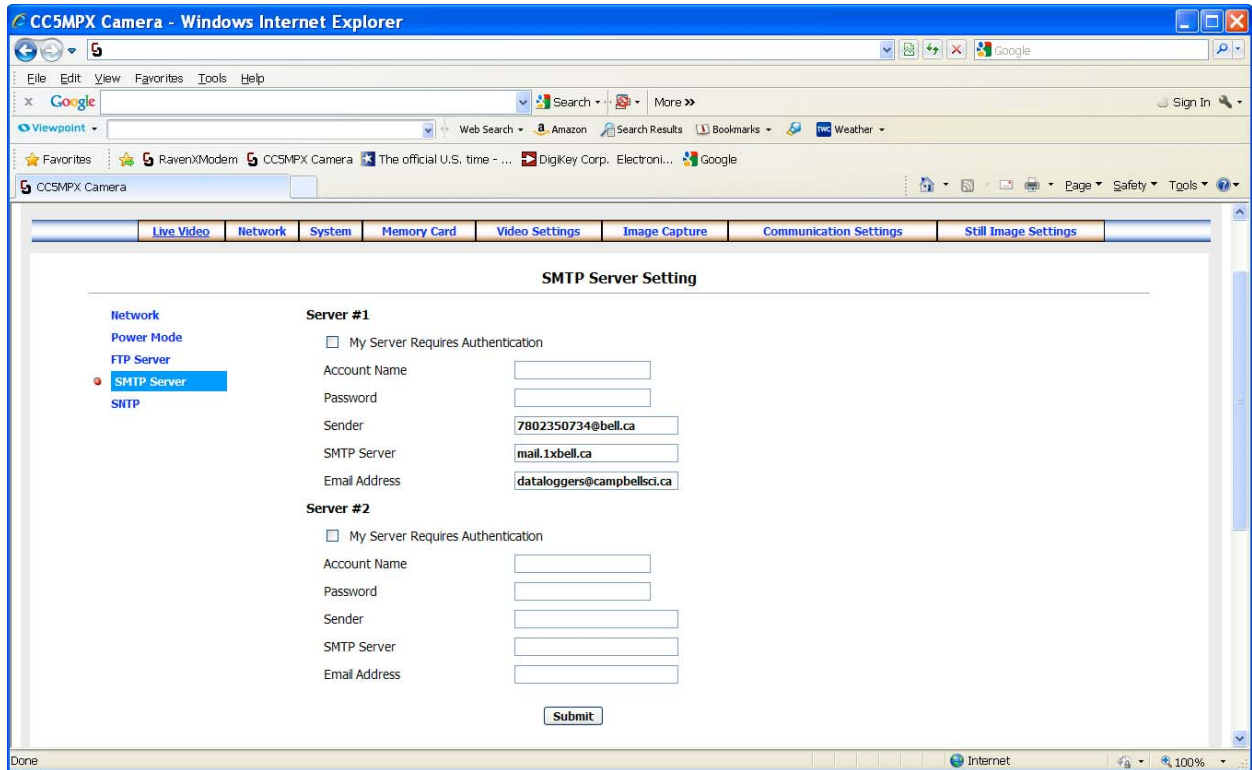 CC5MPX Camera - Windows Internet Explorer
Google
File Edit View Favorites Tools Help
x Google Search More » Sign In
Viewpoint Web Search Amazon Search Results Bookmarks TWC Weather
Favorites RavenXModem CC5MPX Camera The official U.S. time - ... DigiKey Corp. Electroni... Google
CC5MPX Camera Page Safety Tools
Live Video Network System Memory Card Video Settings Image Capture Communication Settings Still Image Settings
SMTP Server Setting
Network
Power Mode
FTP Server
SMTP Server
SNTP
Server #1
My Server Requires Authentication
Account Name
Password
Sender 7802350734@bell.ca
SMTP Server mail.1xbell.ca
Email Address dataloggers@campbellsci.ca
Server #2
My Server Requires Authentication
Account Name
Password
Sender
SMTP Server
Email Address
Submit
Done Internet 100%